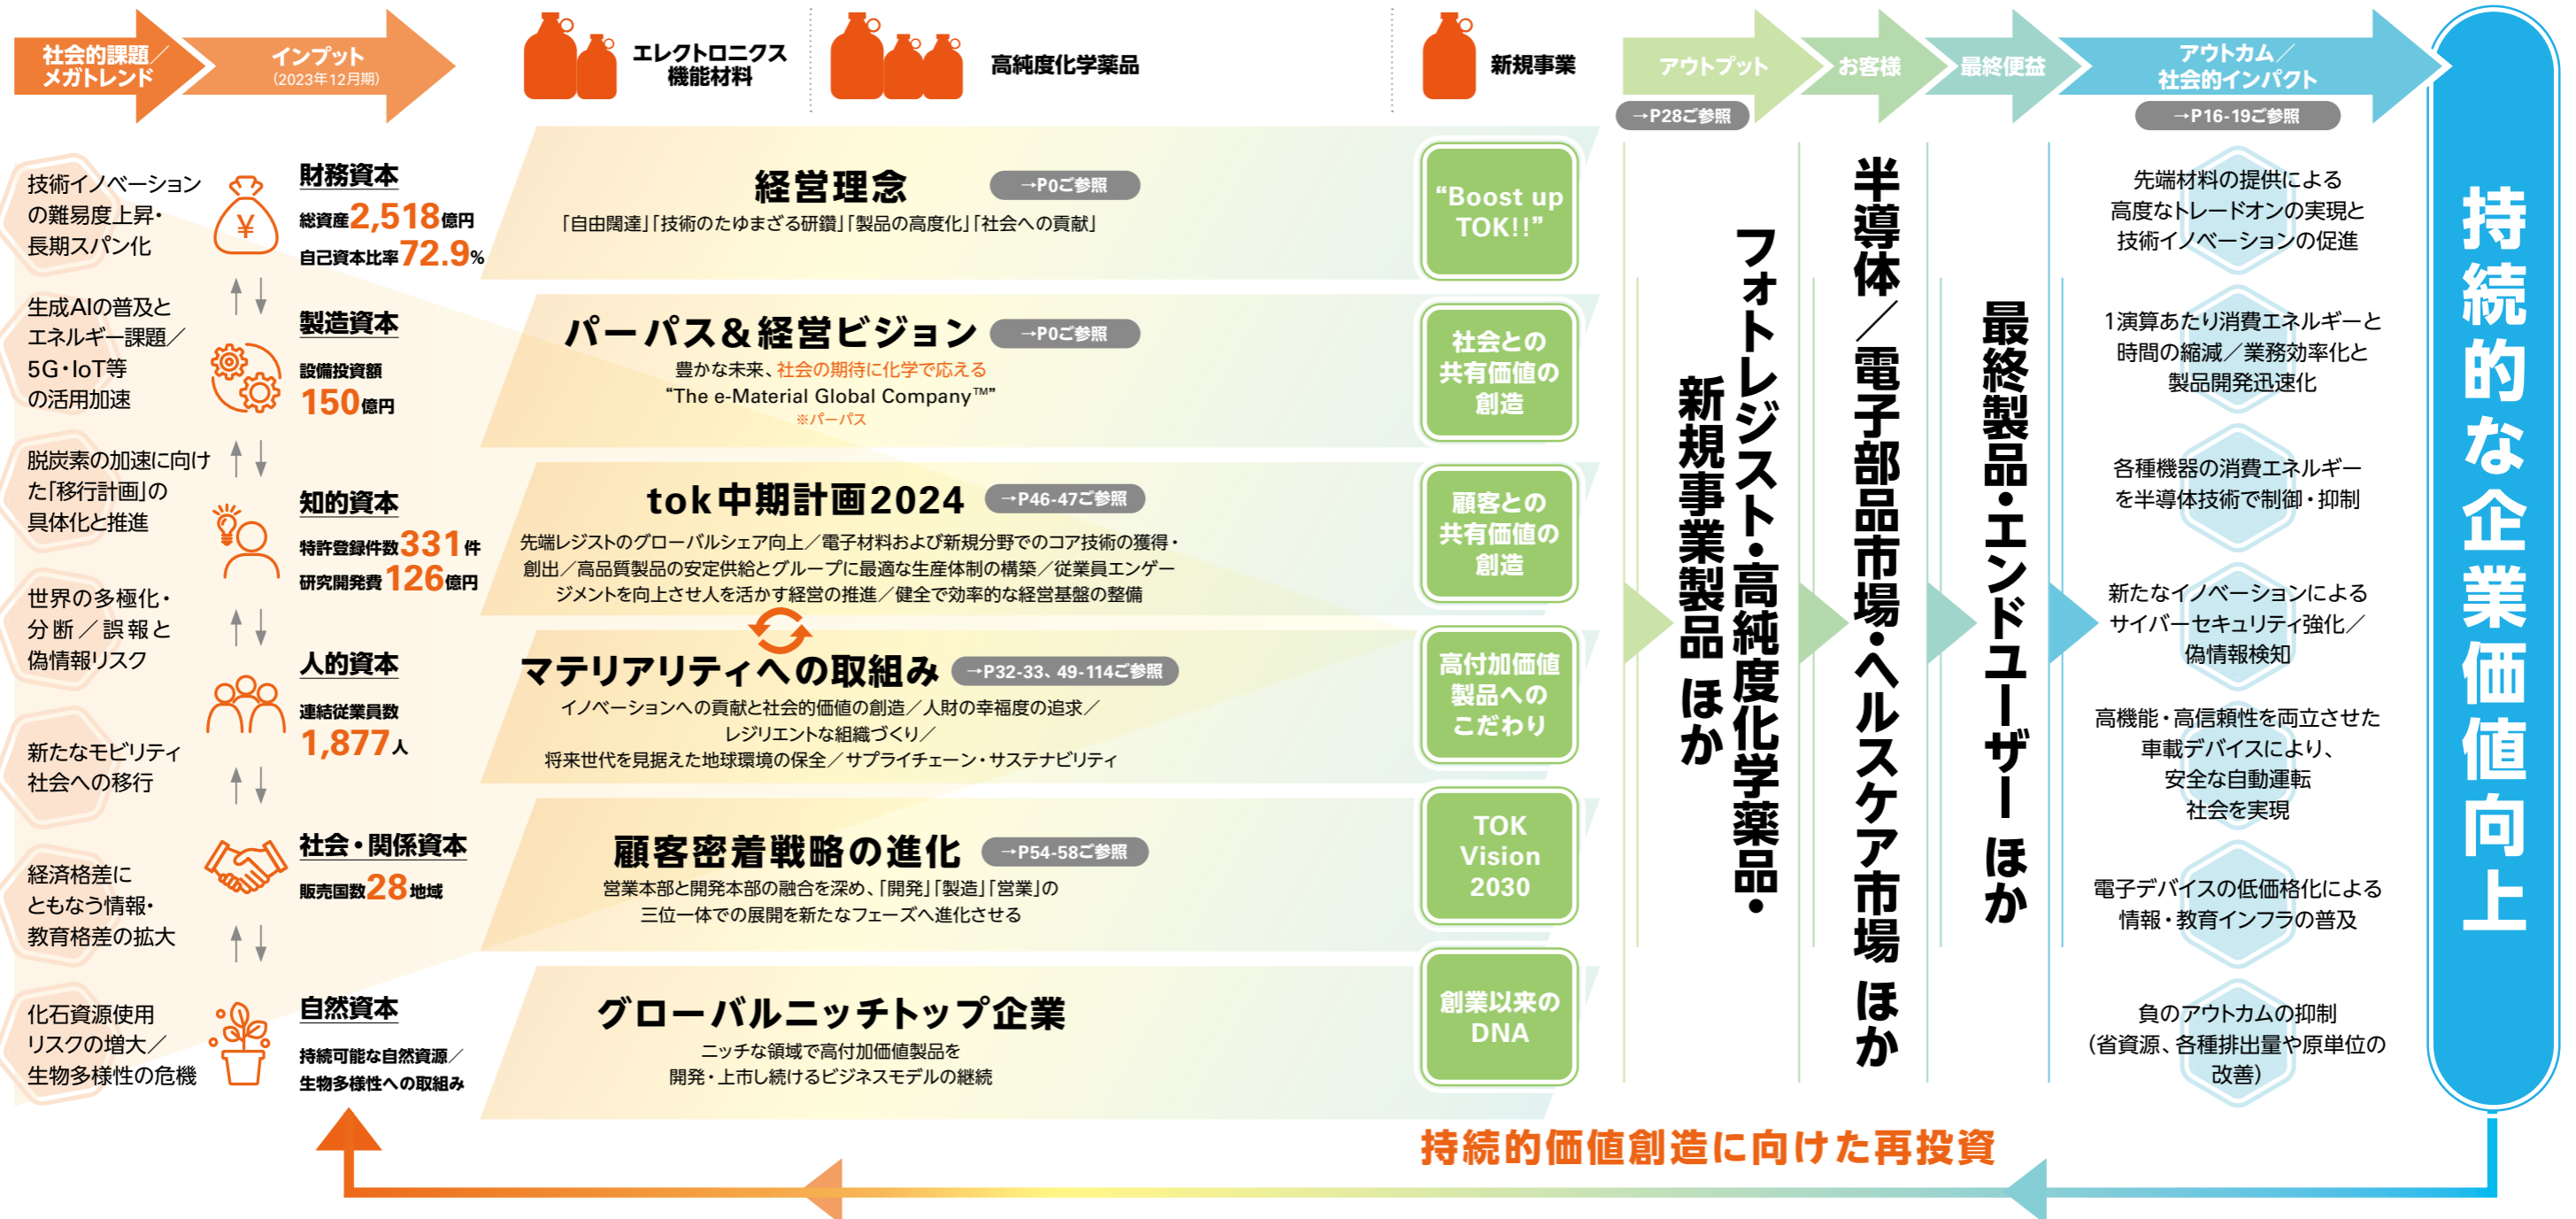 社会的課題／
メガトレンド
インプット
（2023年12月期）
エレクトロニクス
機能材料
高純度化学薬品
新規事業
アウトプット
→P28ご参照
お客様
最終便益
アウトカム／
社会的インパクト
→P16-19ご参照
技術イノベーション
の難易度上昇・
長期スパン化
生成AIの普及と
エネルギー課題／
5G・IoT等
の活用加速
脱炭素の加速に向け
た「移行計画」の
具体化と推進
世界の多極化・
分断／誤報と
偽情報リスク
新たなモビリティ
社会への移行
経済格差に
ともなう情報・
教育格差の拡大
化石資源使用
リスクの増大／
生物多様性の危機
¥
財務資本
総資産2,518億円
自己資本比率72.9%
製造資本
設備投資額
150億円
知的資本
特許登録件数331件
研究開発費126億円
人的資本
連結従業員数
1,877人
社会・関係資本
販売国数28地域
自然資本
持続可能な自然資源／
生物多様性への取組み
経営理念
→P0ご参照
「自由闊達」「技術のたゆまざる研鑽」「製品の高度化」「社会への貢献」
パーパス＆経営ビジョン
→P0ご参照
豊かな未来、社会の期待に化学で応える
“The e-Material Global Company™”
※パーパス
tok中期計画2024
→P46-47ご参照
先端レジストのグローバルシェア向上／電子材料および新規分野でのコア技術の獲得・
創出／高品質製品の安定供給とグループに最適な生産体制の構築／従業員エンゲー
ジメントを向上させ人を活かす経営の推進／健全で効率的な経営基盤の整備
マテリアリティへの取組み
→P32-33、49-114ご参照
イノベーションへの貢献と社会的価値の創造／人財の幸福度の追求／
レジリエントな組織づくり／
将来世代を見据えた地球環境の保全／サプライチェーン・サステナビリティ
顧客密着戦略の進化
→P54-58ご参照
営業本部と開発本部の融合を深め、「開発」「製造」「営業」の
三位一体での展開を新たなフェーズへ進化させる
グローバルニッチトップ企業
ニッチな領域で高付加価値製品を
開発・上市し続けるビジネスモデルの継続
“Boost up
TOK!!”
社会との
共有価値の
創造
顧客との
共有価値の
創造
高付加価値
製品への
こだわり
TOK
Vision
2030
創業以来の
DNA
フォトレジスト・高純度化学薬品・
新規事業製品 ほか
半導体／電子部品市場・ヘルスケア市場 ほか
最終製品・エンドユーザー ほか
先端材料の提供による
高度なトレードオンの実現と
技術イノベーションの促進
1演算あたり消費エネルギーと
時間の縮減／業務効率化と
製品開発迅速化
各種機器の消費エネルギー
を半導体技術で制御・抑制
新たなイノベーションによる
サイバーセキュリティ強化／
偽情報検知
高機能・高信頼性を両立させた
車載デバイスにより、
安全な自動運転
社会を実現
電子デバイスの低価格化による
情報・教育インフラの普及
負のアウトカムの抑制
（省資源、各種排出量や原単位の
改善）
持続的な企業価値向上
持続的価値創造に向けた再投資